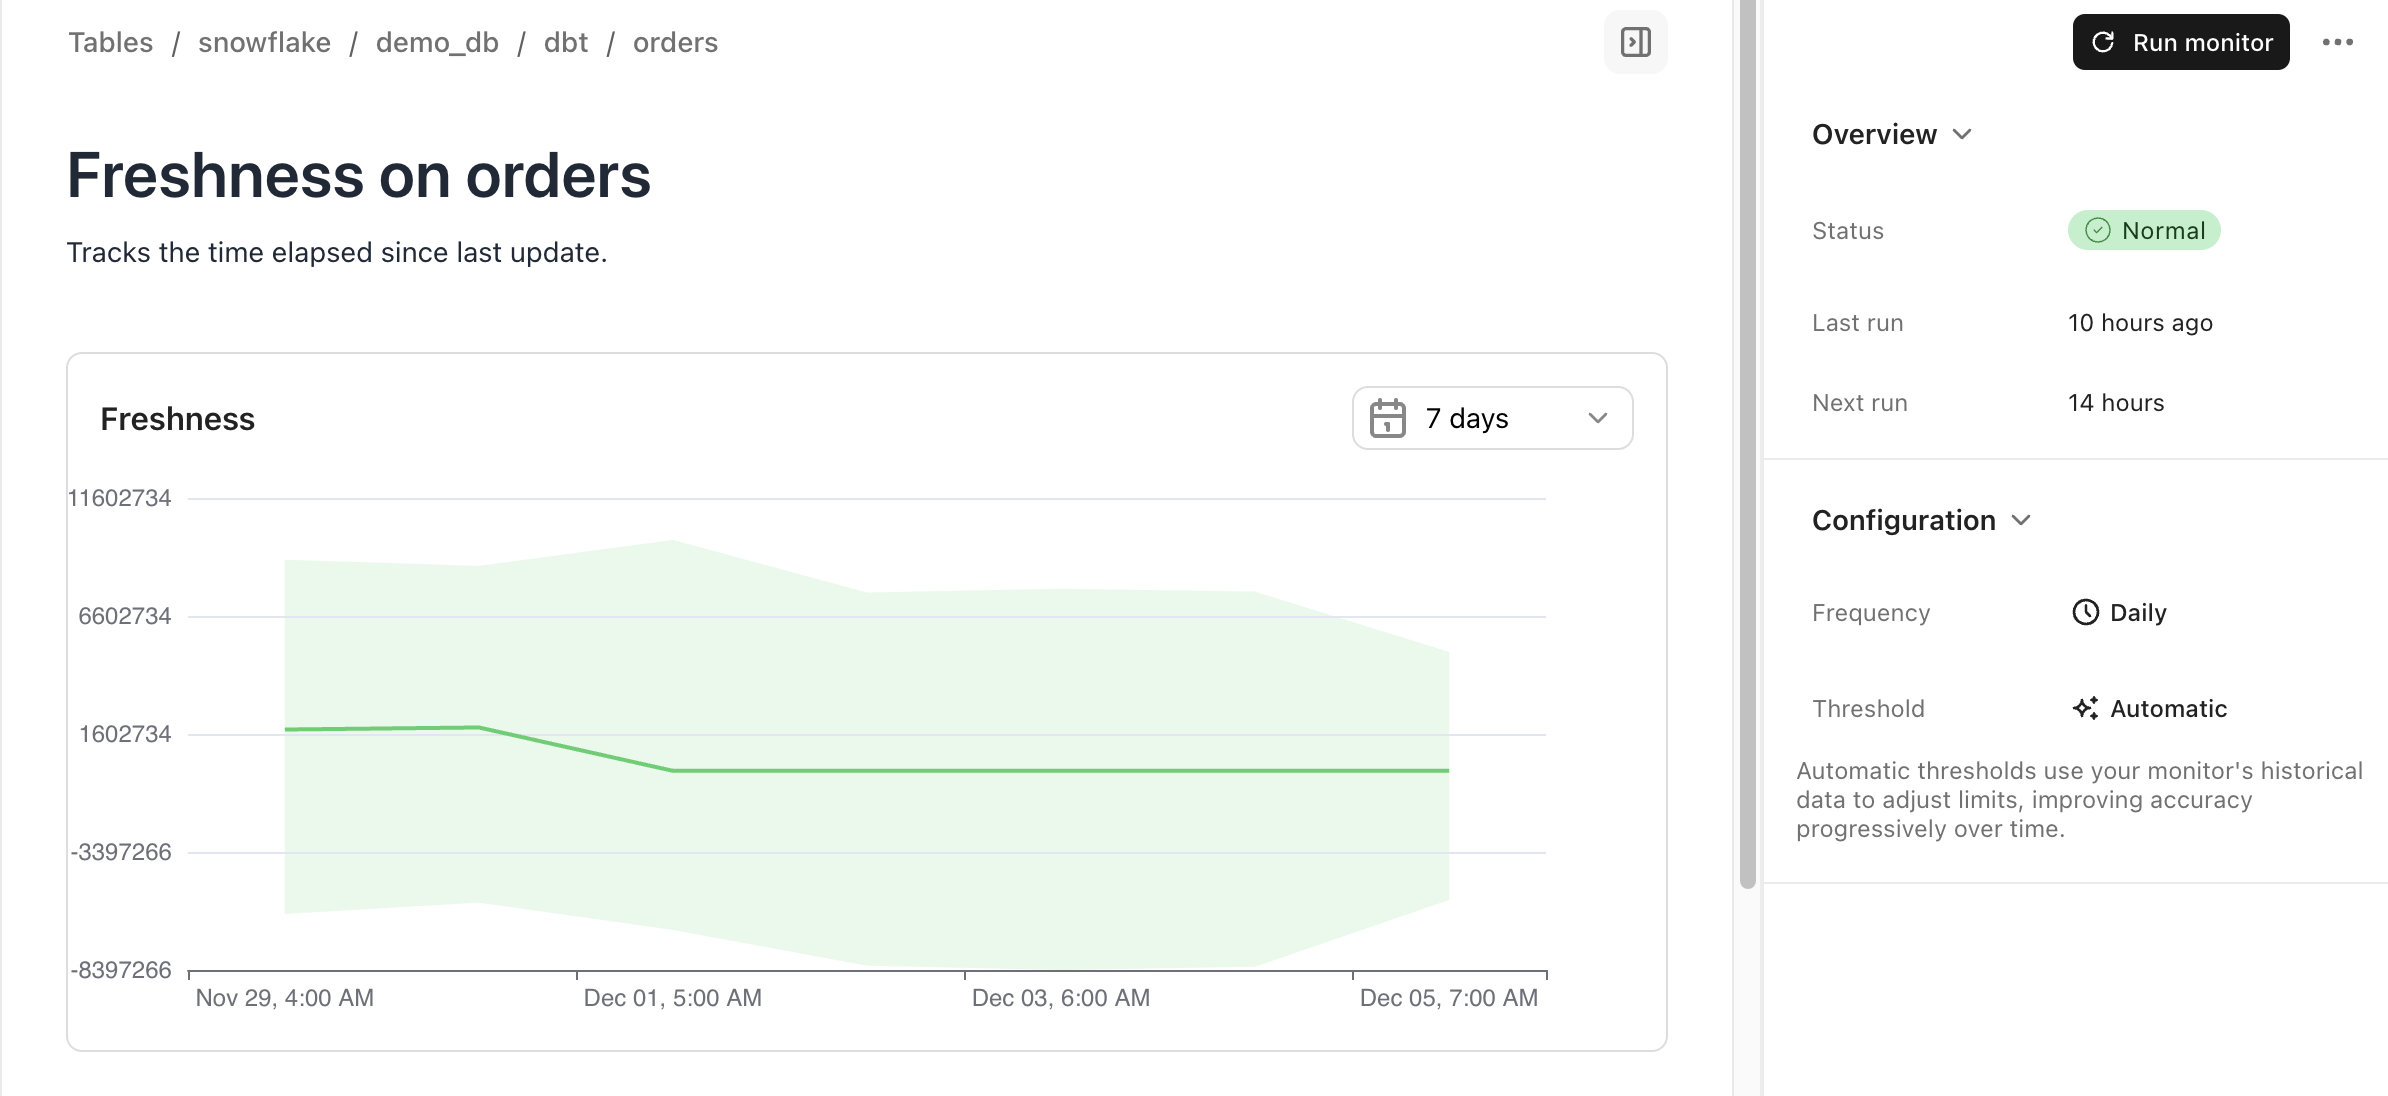 Tables / snowflake / demo_db / dbt / orders
Run monitor
Freshness on orders
Tracks the time elapsed since last update.
Freshness
7 days
11602734
6602734
1602734
-3397266
-8397266
Nov 29, 4:00 AM
Dec 01, 5:00 AM
Dec 03, 6:00 AM
Dec 05, 7:00 AM
Overview
Status
Normal
Last run
10 hours ago
Next run
14 hours
Configuration
Frequency
Daily
Threshold
Automatic
Automatic thresholds use your monitor's historical
data to adjust limits, improving accuracy
progressively over time.